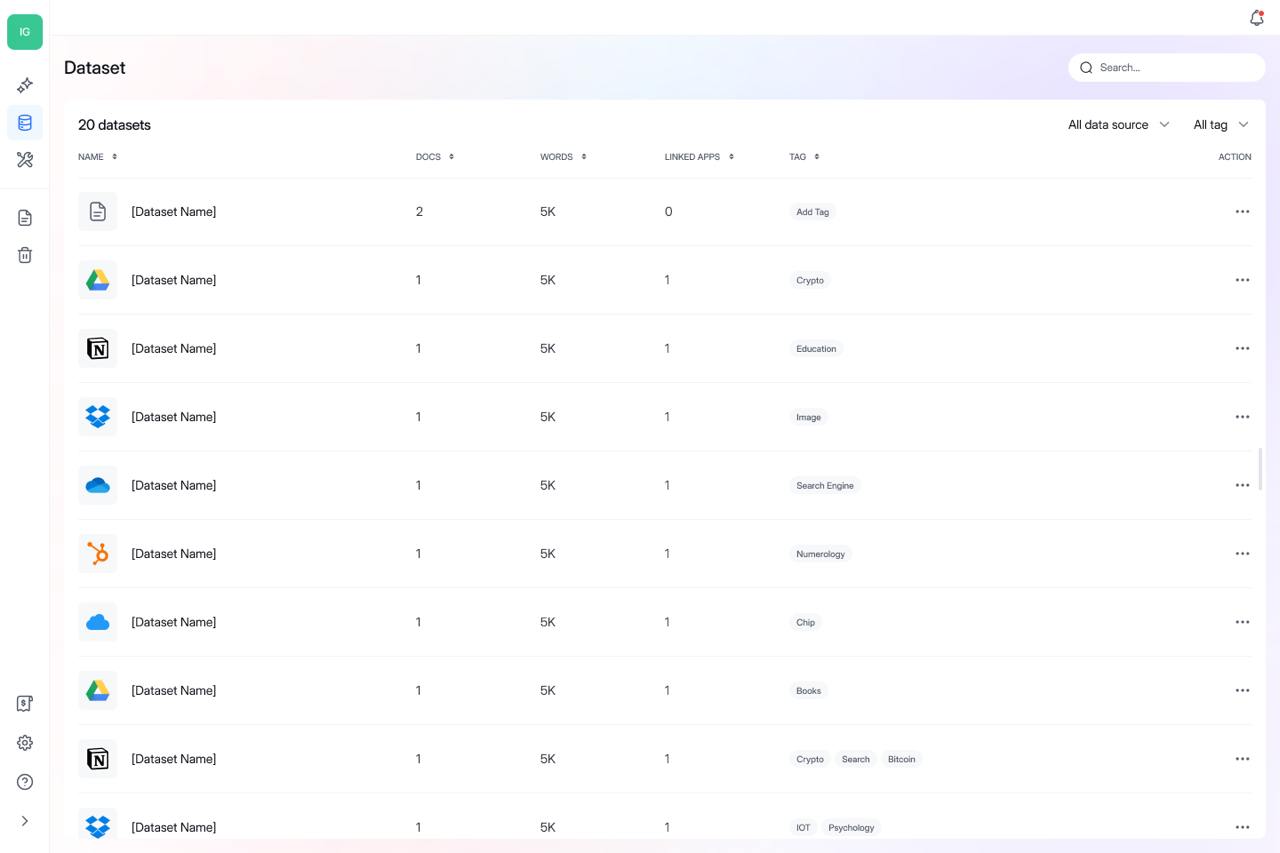 IG
Dataset
Search...
20 datasets
All data source
All tag
NAME DOCS WORDS LINKED APPS TAG ACTION
[Dataset Name] 2 5K 0 Add Tag
[Dataset Name] 1 5K 1 Crypto
[Dataset Name] 1 5K 1 Education
[Dataset Name] 1 5K 1 Image
[Dataset Name] 1 5K 1 Search Engine
[Dataset Name] 1 5K 1 Numerology
[Dataset Name] 1 5K 1 Chip
[Dataset Name] 1 5K 1 Books
[Dataset Name] 1 5K 1 Crypto Search Bitcoin
[Dataset Name] 1 5K 1 IOT Psychology